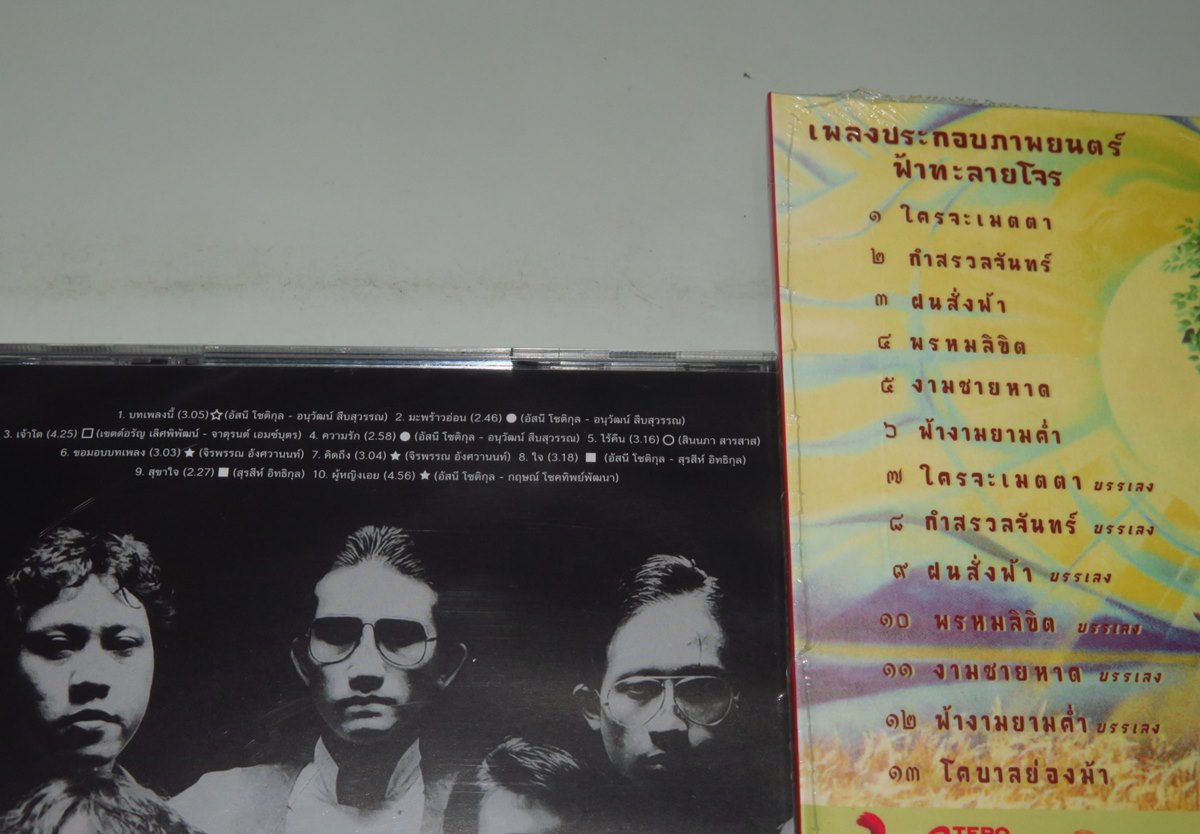 1. บทเพลงนี้ (3.05)☆(อัสนี โชติกุล - อนุวัฒน์ สืบสุวรรณ) 2. มะพร้าวอ่อน (2.46) ● (อัสนี โชติกุล - อนุวัฒน์ สืบสุวรรณ)
3. เจ้าโต (4.25) □ (เขตต์อรัญ เลิศพิพัฒน์ - จาตุรนต์ เอมซ์บุตร) 4. ความรัก (2.58) ● (อัสนี โชติกุล - อนุวัฒน์ สืบสุวรรณ) 5. ไร้คืน (3.16) ○ (สินนภา สารสาส)
6. ขอมอบบทเพลง (3.03) ★ (จิรพรรณ อังศวานนท์) 7. คิดถึง (3.04) ★ (จิรพรรณ อังศวานนท์) 8. ใจ (3.18) ■ (อัสนี โชติกุล - สุรสีห์ อิทธิกุล)
9. สุขาใจ (2.27) ■ (สุรสีห์ อิทธิกุล) 10. ผู้หญิงเอย (4.56) ★ (อัสนี โชติกุล - กฤษณ์ โชคทิพย์พัฒนา)
เพลงประกอบภาพยนตร์
ฟ้าทะลายโจร
๑ ใครจะเมตตา
๒ กำสรวลจันทร์
๓ ฝนสั่งฟ้า
๔ พรหมลิขิต
๕ งามชายหาด
๖ ฟ้างามยามค่ำ
๗ ใครจะเมตตา บรรเลง
๘ กำสรวลจันทร์ บรรเลง
๙ ฝนสั่งฟ้า บรรเลง
๑๐ พรหมลิขิต บรรเลง
๑๑ งามชายหาด บรรเลง
๑๒ ฟ้างามยามค่ำ บรรเลง
๑๓ โคบาลย่องม้า
TERO